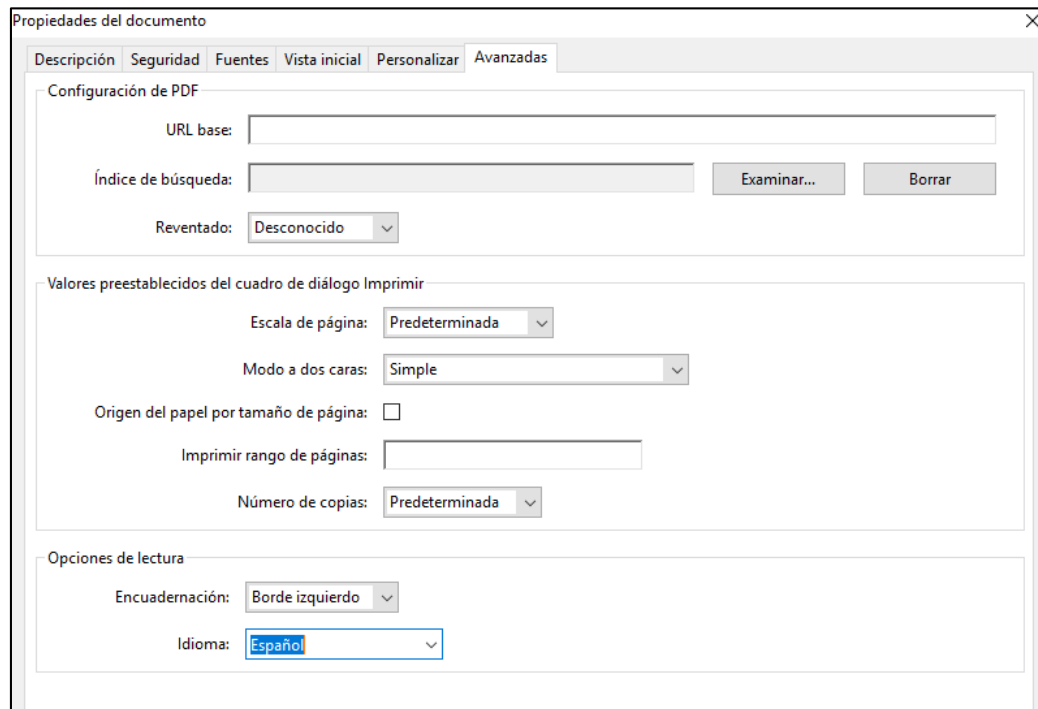 Propiedades del documento
Descripción Seguridad Fuentes Vista inicial Personalizar Avanzadas
Configuración de PDF
URL base:
Índice de búsqueda: Examinar... Borrar
Reventado: Desconocido
Valores preestablecidos del cuadro de diálogo Imprimir
Escala de página: Predeterminada
Modo a dos caras: Simple
Origen del papel por tamaño de página:
Imprimir rango de páginas:
Número de copias: Predeterminada
Opciones de lectura
Encuadernación: Borde izquierdo
Idioma: Español